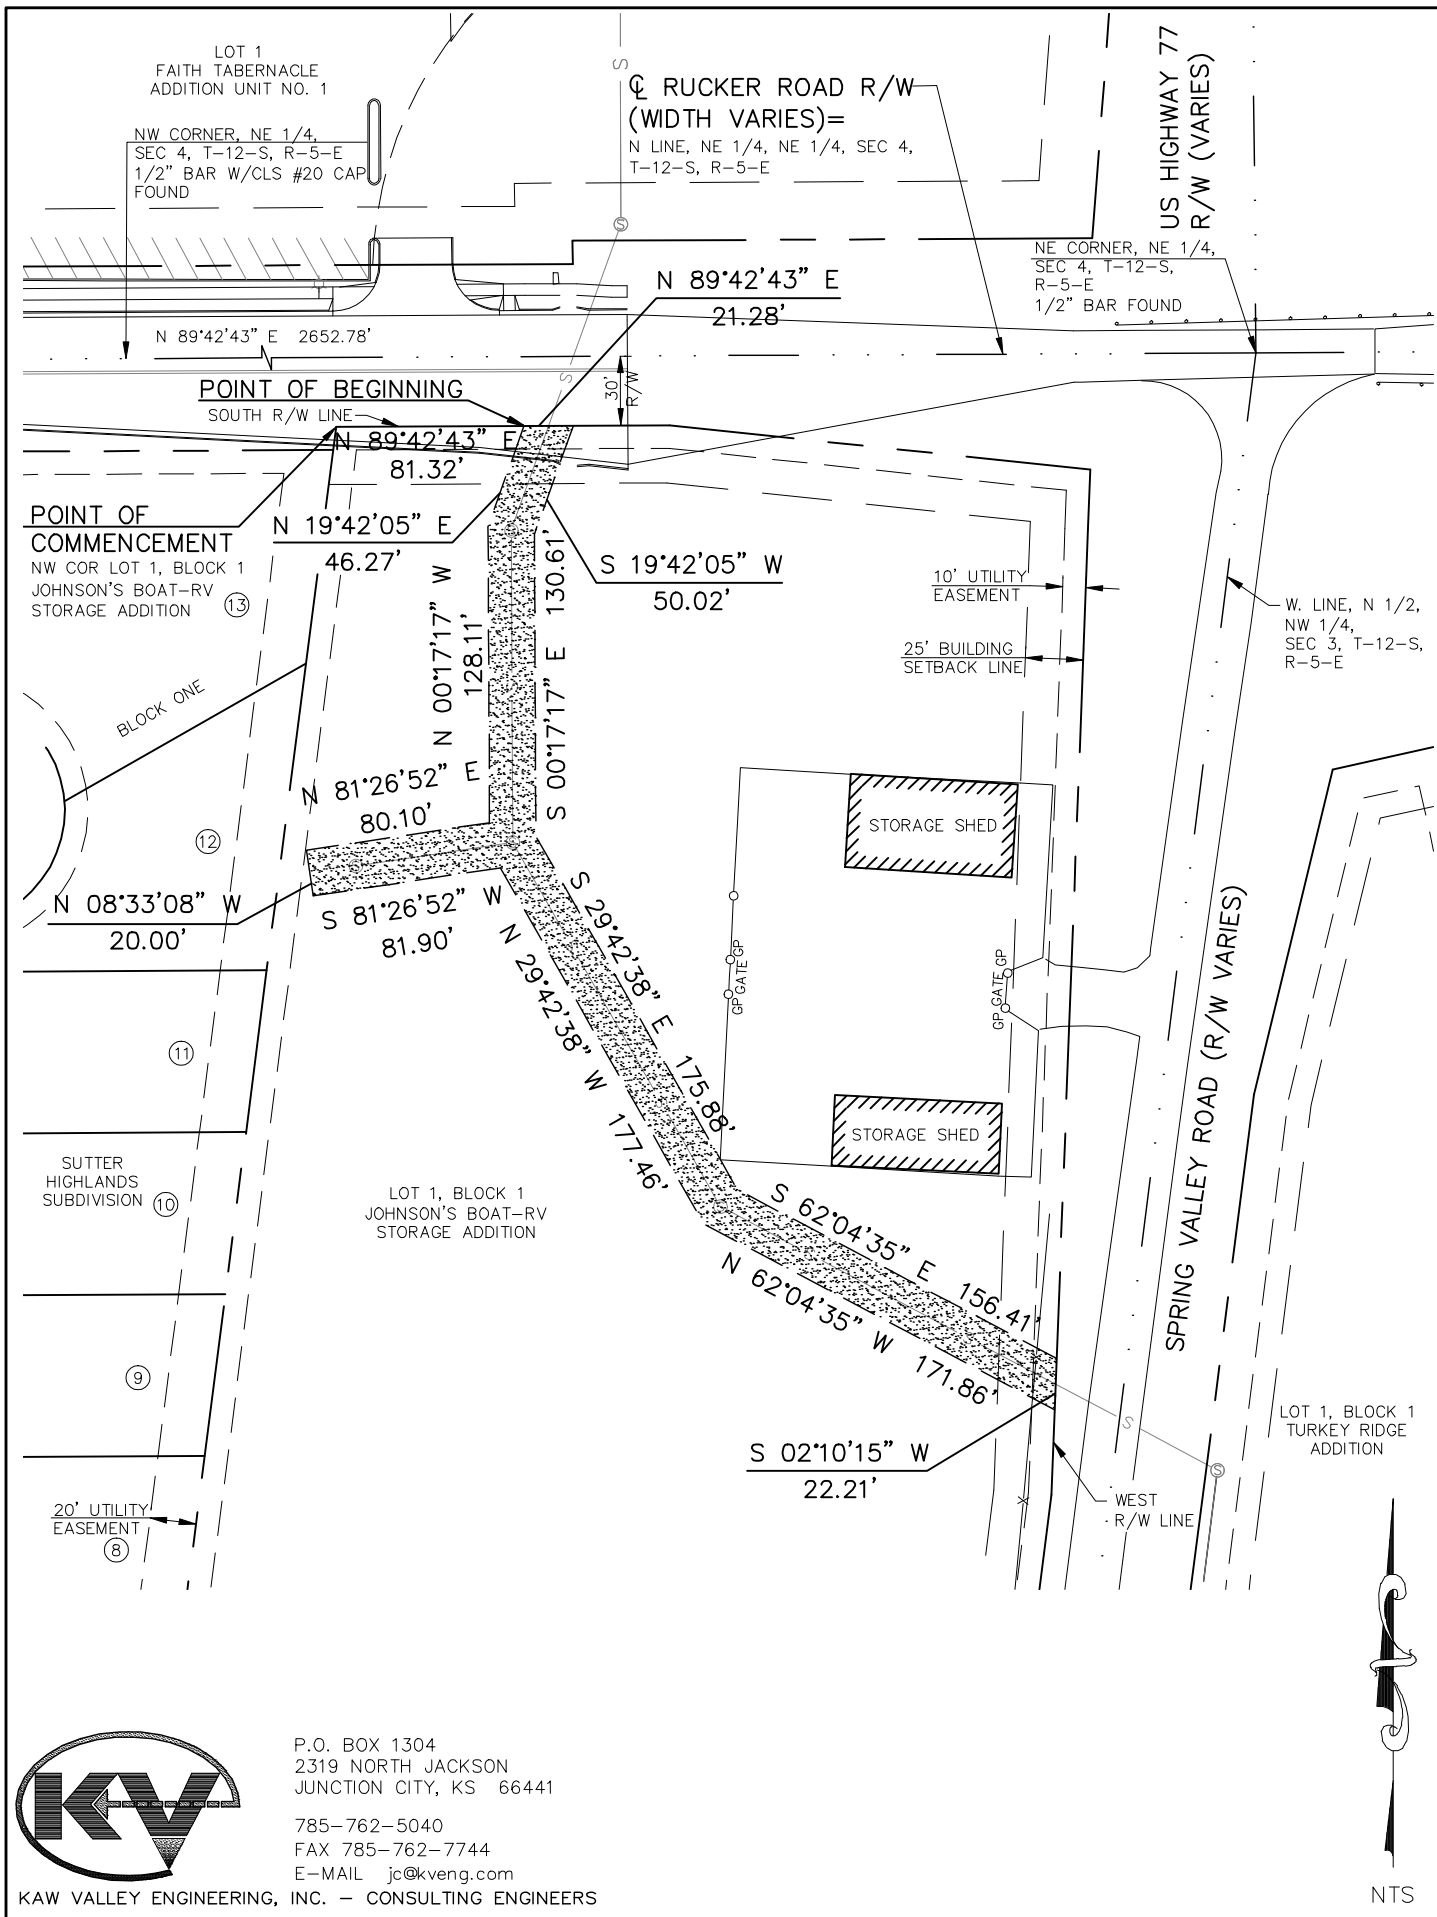 LOT 1
FAITH TABERNACLE
ADDITION UNIT NO. 1
NW CORNER, NE 1/4,
SEC 4, T-12-S, R-5-E
1/2" BAR W/CLS #20 CAP
FOUND
S
℄ RUCKER ROAD R/W
(WIDTH VARIES)=
N LINE, NE 1/4, NE 1/4, SEC 4,
T-12-S, R-5-E
US HIGHWAY 77
R/W (VARIES)
S
NE CORNER, NE 1/4,
SEC 4, T-12-S,
R-5-E
1/2" BAR FOUND
N 89°42'43" E
21.28'
N 89°42'43" E 2652.78'
S
30'
R/W
POINT OF BEGINNING
SOUTH R/W LINE
N 89°42'43" E
81.32'
POINT OF
COMMENCEMENT
NW COR LOT 1, BLOCK 1
JOHNSON'S BOAT-RV
STORAGE ADDITION
13
N 19°42'05" E
46.27'
S 19°42'05" W
50.02'
N 00°17'17" W
128.11'
S 00°17'17" E 130.61'
10' UTILITY
EASEMENT
25' BUILDING
SETBACK LINE
W. LINE, N 1/2,
NW 1/4,
SEC 3, T-12-S,
R-5-E
BLOCK ONE
N 81°26'52" E
80.10'
12
N 08°33'08" W
20.00'
S 81°26'52" W
81.90'
STORAGE SHED
S 29°42'38" E 175.88'
N 29°42'38" W 177.46'
GP GATE GP
GP GATE GP
SPRING VALLEY ROAD (R/W VARIES)
11
STORAGE SHED
SUTTER
HIGHLANDS
SUBDIVISION
10
LOT 1, BLOCK 1
JOHNSON'S BOAT-RV
STORAGE ADDITION
S 62°04'35" E 156.41'
N 62°04'35" W 171.86'
9
LOT 1, BLOCK 1
TURKEY RIDGE
ADDITION
S
S
S 02°10'15" W
22.21'
WEST
R/W LINE
20' UTILITY
EASEMENT
8
KV
P.O. BOX 1304
2319 NORTH JACKSON
JUNCTION CITY, KS 66441
785-762-5040
FAX 785-762-7744
E-MAIL jc@kveng.com
KAW VALLEY ENGINEERING, INC. - CONSULTING ENGINEERS
NTS